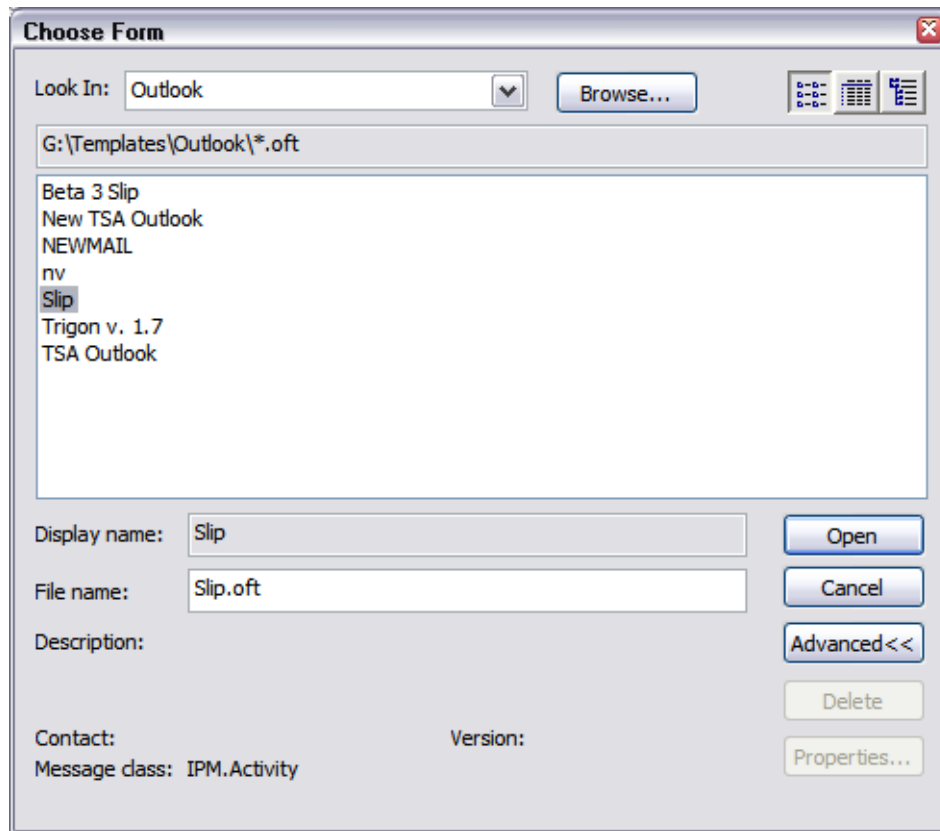 Choose Form
Look In: Outlook Browse...
G:\Templates\Outlook\*.oft
Beta 3 Slip
New TSA Outlook
NEWMAIL
nv
Slip
Trigon v. 1.7
TSA Outlook
Display name: Slip Open
File name: Slip.oft Cancel
Description: Advanced<<
Delete
Contact: Version:
Message class: IPM.Activity Properties...